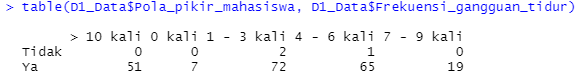 > table(D1_Data$Pola_pikir_mahasiswa, D1_Data$Frekuensi_gangguan_tidur)
> 10 kali 0 kali 1 - 3 kali 4 - 6 kali 7 - 9 kali
Tidak 0 0 2 1 0
Ya 51 7 72 65 19